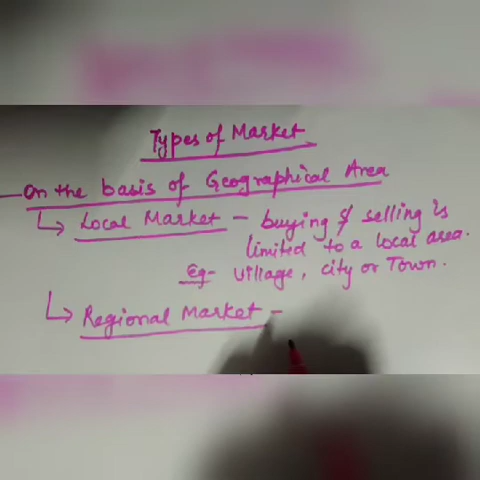 Types of Market
On the basis of Geographical Area
Local Market - buying & selling is
limited to a local area.
Eg- Village, city or Town.
Regional Market -